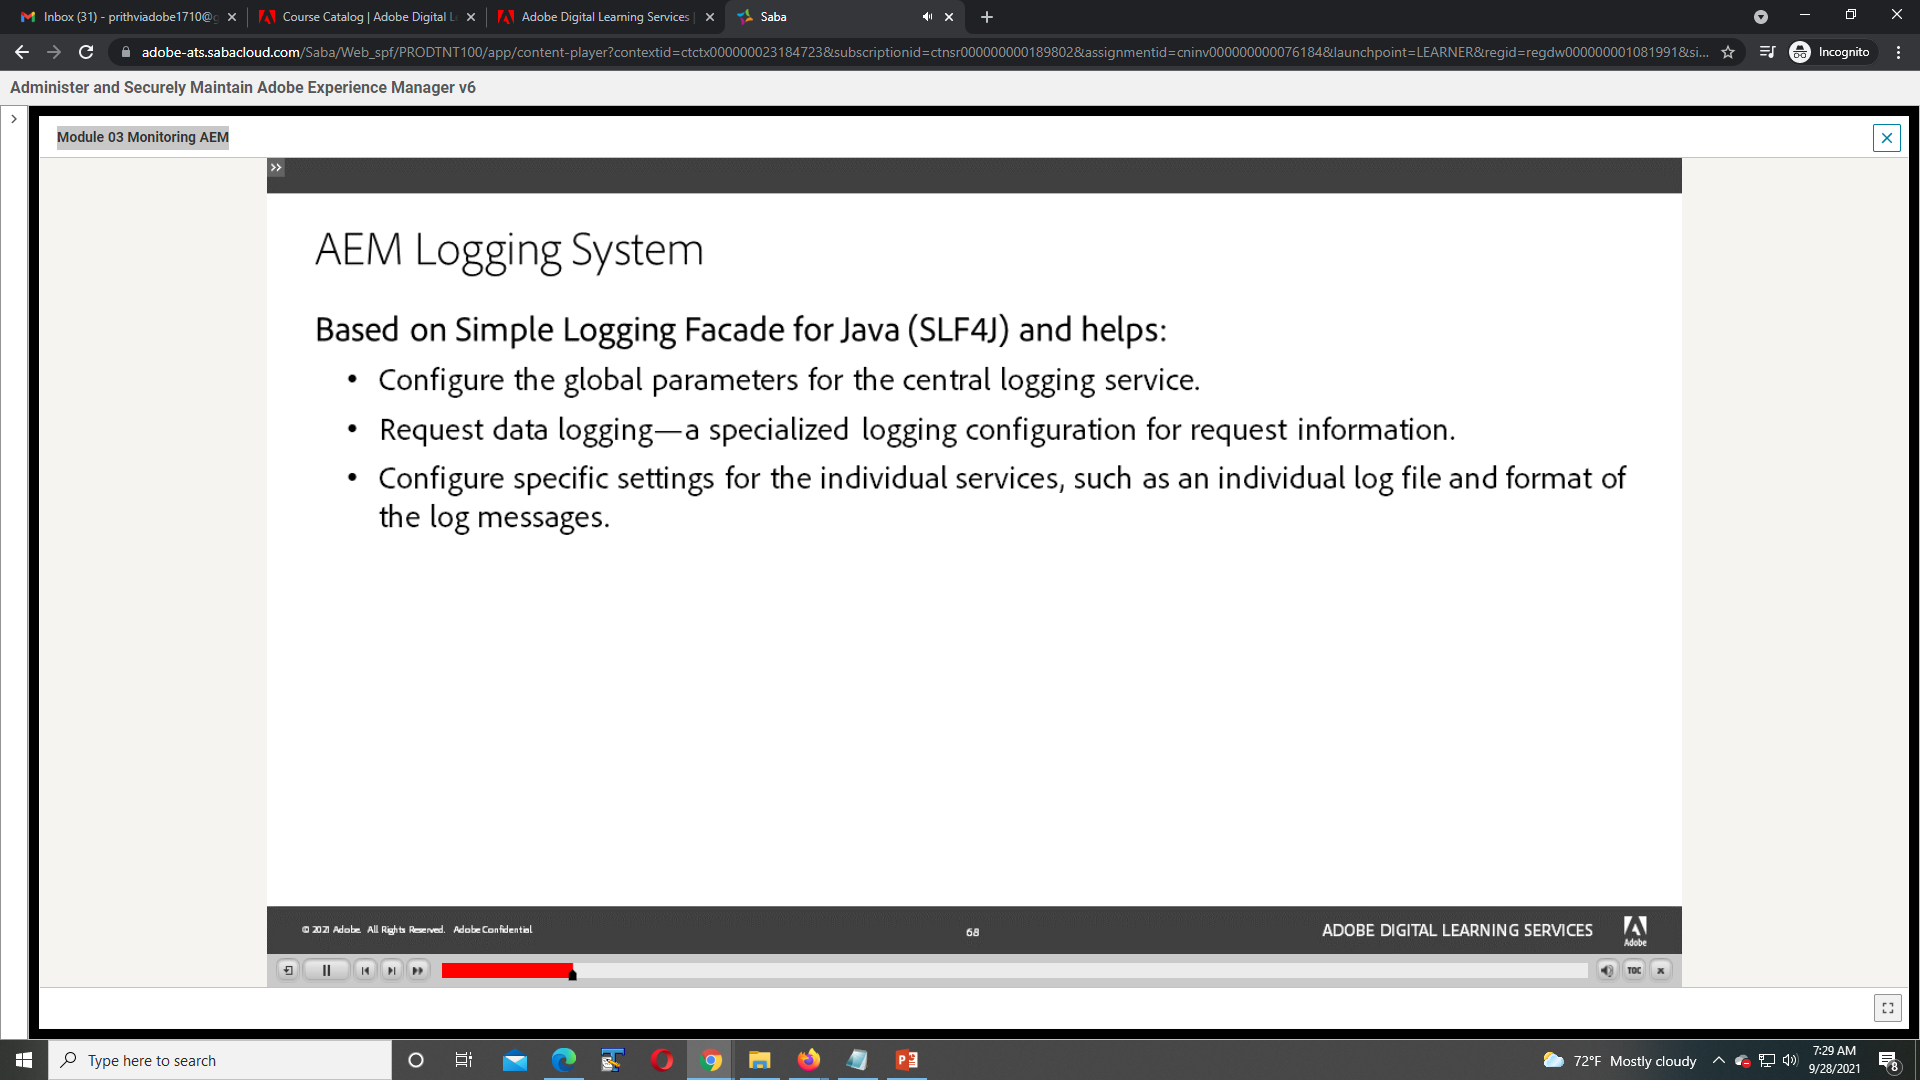 Inbox (31) - prithviadobe1710@g
Course Catalog | Adobe Digital L
Adobe Digital Learning Services |
Saba
adobe-ats.sabacloud.com/Saba/Web_spf/PRODTNT100/app/content-player?contextid=ctctx000000023184723&subscriptionid=ctnsr0000000000189802&assignmentid=cninv000000000076184&launchpoint=LEARNER&regid=regdw000000001081991&si...
Incognito
Administer and Securely Maintain Adobe Experience Manager v6
Module 03 Monitoring AEM
AEM Logging System
Based on Simple Logging Facade for Java (SLF4J) and helps:
• Configure the global parameters for the central logging service.
• Request data logging—a specialized logging configuration for request information.
• Configure specific settings for the individual services, such as an individual log file and format of
the log messages.
© 2021 Adobe. All Rights Reserved. Adobe Confidential.
68
ADOBE DIGITAL LEARNING SERVICES
Adobe
TOC
Type here to search
72°F Mostly cloudy
7:29 AM
9/28/2021
8